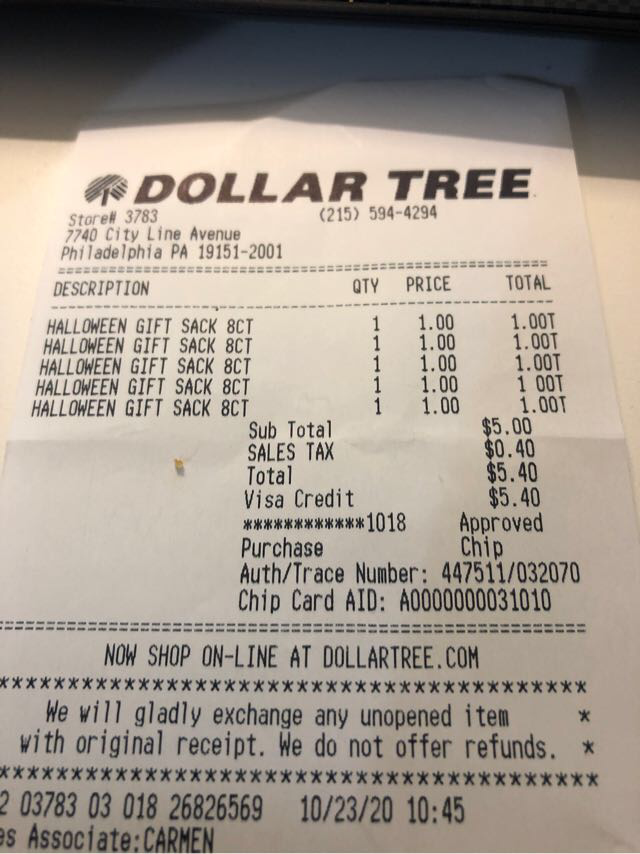 DOLLAR TREE
Store# 3783 (215) 594-4294
7740 City Line Avenue
Philadelphia PA 19151-2001
==================================================
DESCRIPTION QTY PRICE TOTAL
--------------------------------------------------
HALLOWEEN GIFT SACK 8CT 1 1.00 1.00T
HALLOWEEN GIFT SACK 8CT 1 1.00 1.00T
HALLOWEEN GIFT SACK 8CT 1 1.00 1.00T
HALLOWEEN GIFT SACK 8CT 1 1.00 1 00T
HALLOWEEN GIFT SACK 8CT 1 1.00 1.00T
Sub Total $5.00
SALES TAX $0.40
Total $5.40
Visa Credit $5.40
************1018 Approved
Purchase Chip
Auth/Trace Number: 447511/032070
Chip Card AID: A0000000031010
==================================================
NOW SHOP ON-LINE AT DOLLARTREE.COM
******************************************
We will gladly exchange any unopened item *
with original receipt. We do not offer refunds. *
******************************************
2 03783 03 018 26826569 10/23/20 10:45
es Associate:CARMEN